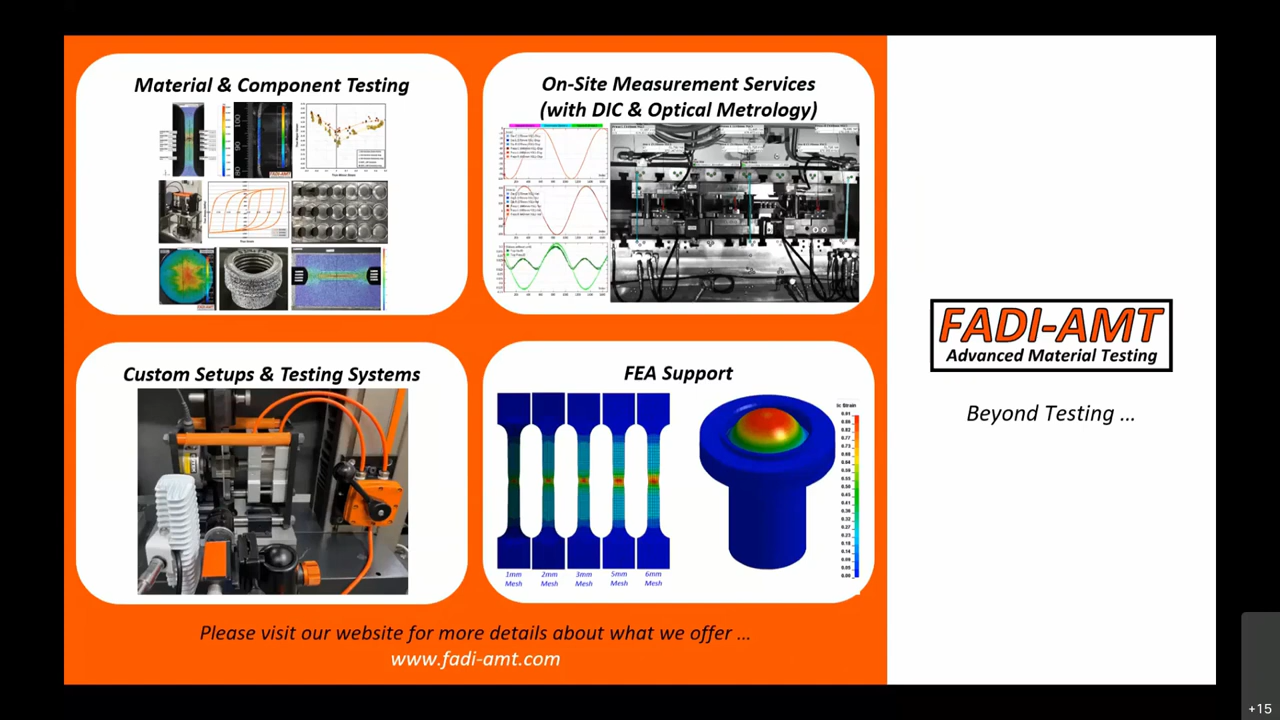 Material & Component Testing
On-Site Measurement Services
(with DIC & Optical Metrology)
Custom Setups & Testing Systems
FEA Support
1mm 2mm 3mm 5mm 6mm
Mesh Mesh Mesh Mesh Mesh
FADI-AMT
Advanced Material Testing
Beyond Testing ...
Please visit our website for more details about what we offer ...
www.fadi-amt.com
+15